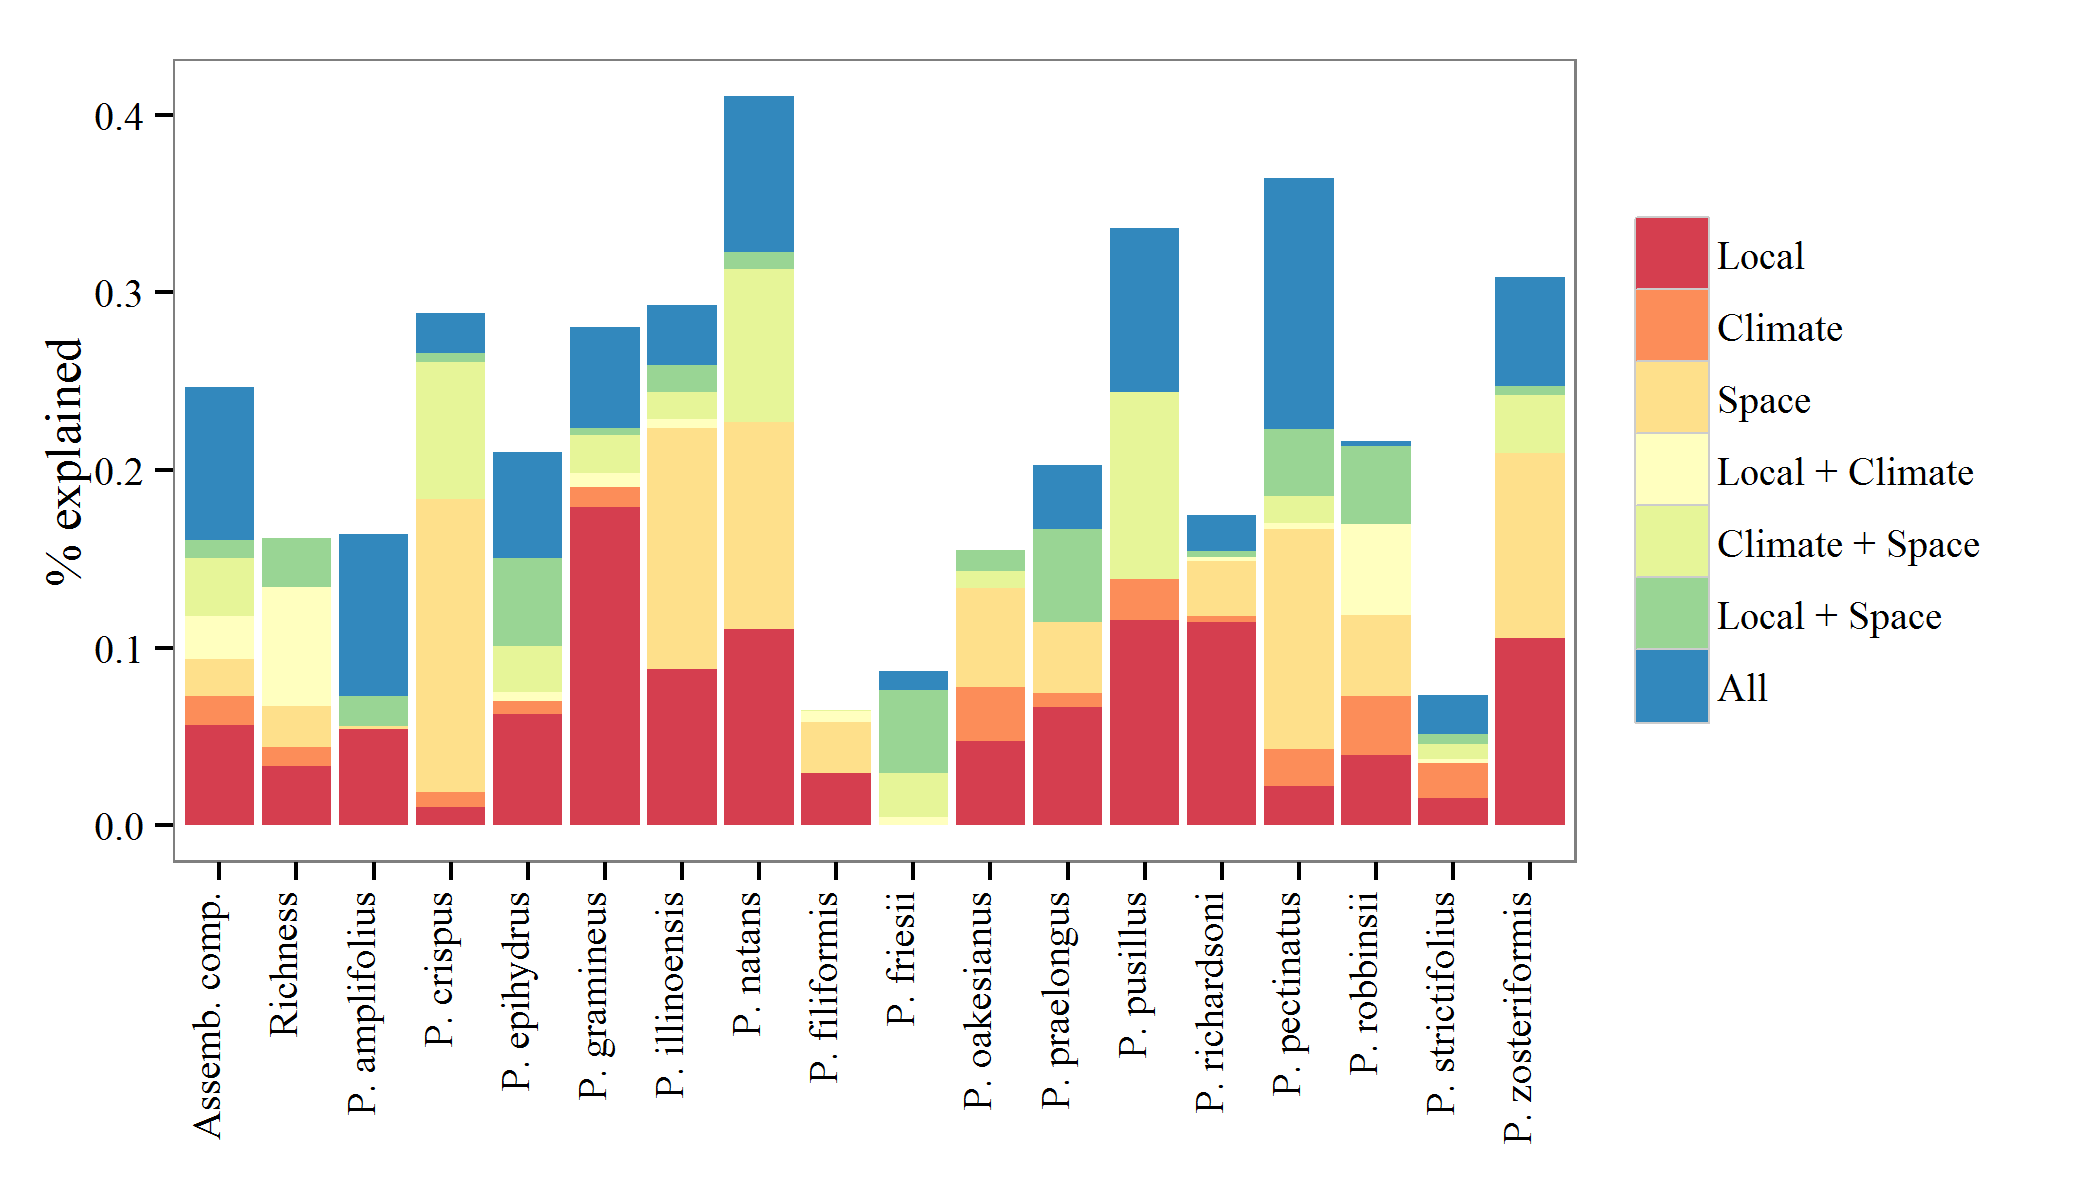 % explained
0.4
0.3
0.2
0.1
0.0
Assemb. comp.
Richness
P. amplifolius
P. crispus
P. epihydrus
P. gramineus
P. illinoensis
P. natans
P. filiformis
P. friesii
P. oakesianus
P. praelongus
P. pusillus
P. richardsoni
P. pectinatus
P. robbinsii
P. strictifolius
P. zosteriformis
Local
Climate
Space
Local + Climate
Climate + Space
Local + Space
All